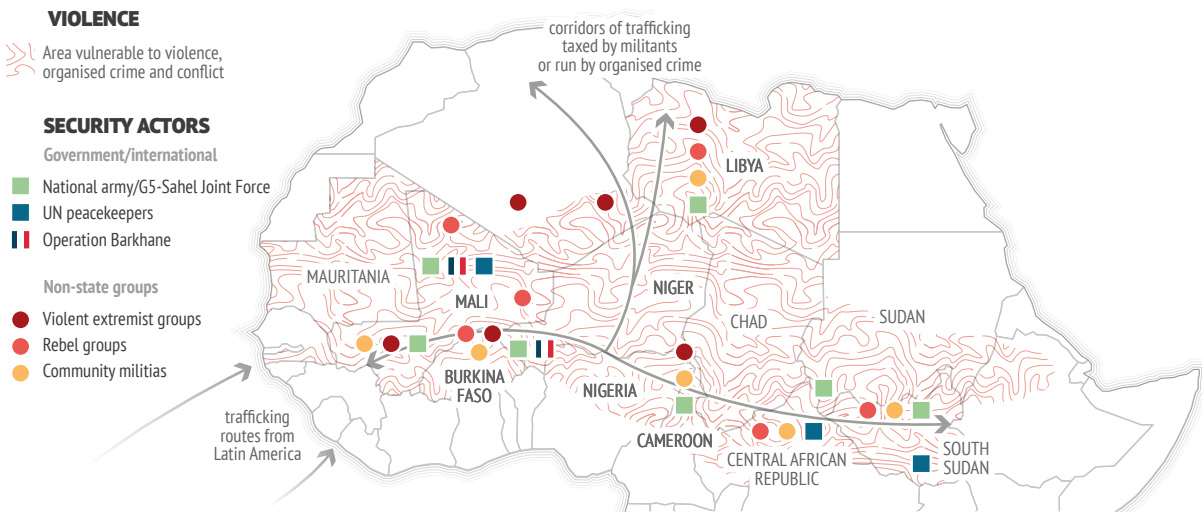 VIOLENCE
Area vulnerable to violence,
organised crime and conflict
SECURITY ACTORS
Government/international
National army/G5-Sahel Joint Force
UN peacekeepers
Operation Barkhane
Non-state groups
Violent extremist groups
Rebel groups
Community militias
corridors of trafficking
taxed by militants
or run by organised crime
LIBYA
MAURITANIA
MALI
NIGER
CHAD
SUDAN
BURKINA
FASO
NIGERIA
CAMEROON
CENTRAL AFRICAN
REPUBLIC
SOUTH
SUDAN
trafficking
routes from
Latin America